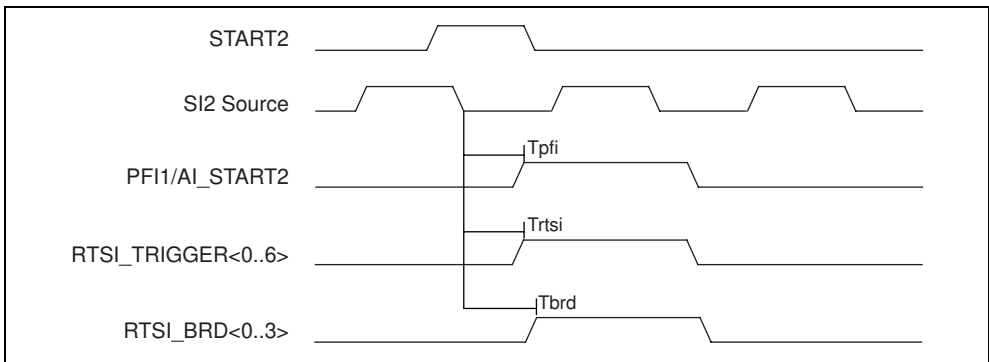 START2
SI2 Source
Tpfi
PFI1/AI_START2
Trtsi
RTSI_TRIGGER<0..6>
Tbrd
RTSI_BRD<0..3>